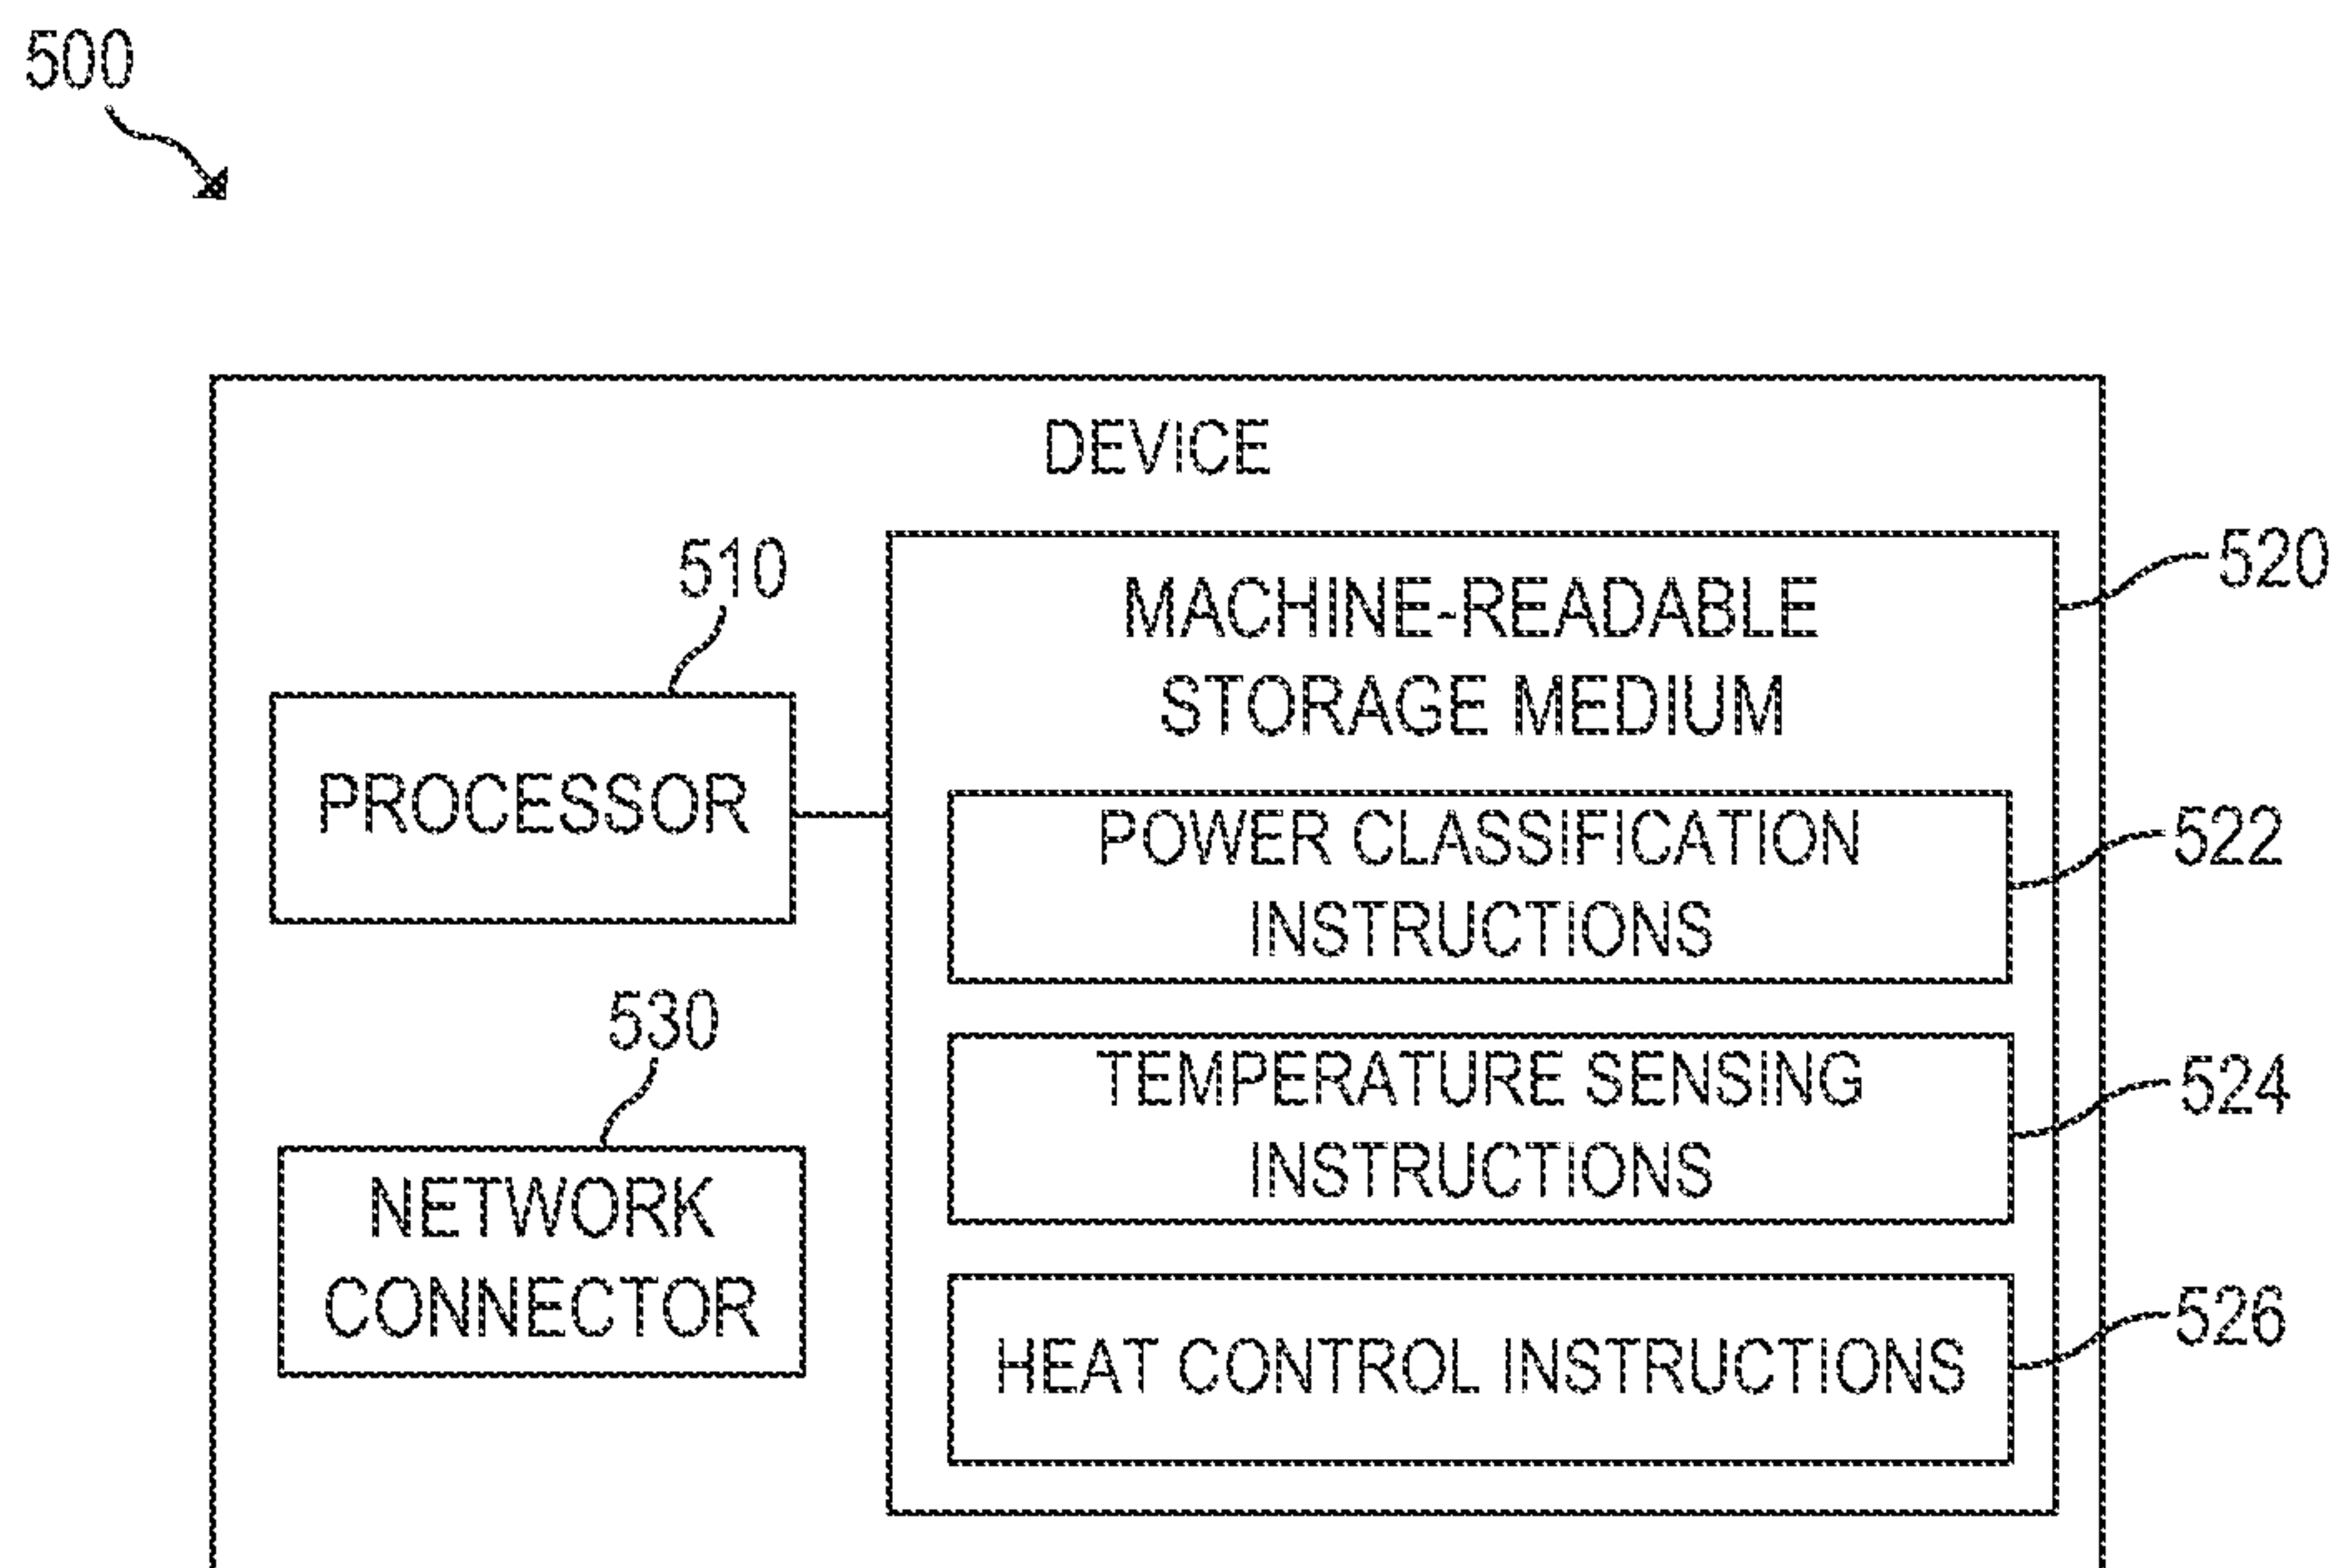 500
DEVICE
510
520
MACHINE-READABLE
STORAGE MEDIUM
PROCESSOR
POWER CLASSIFICATION
INSTRUCTIONS
522
530
TEMPERATURE SENSING
INSTRUCTIONS
524
NETWORK
CONNECTOR
HEAT CONTROL INSTRUCTIONS
526